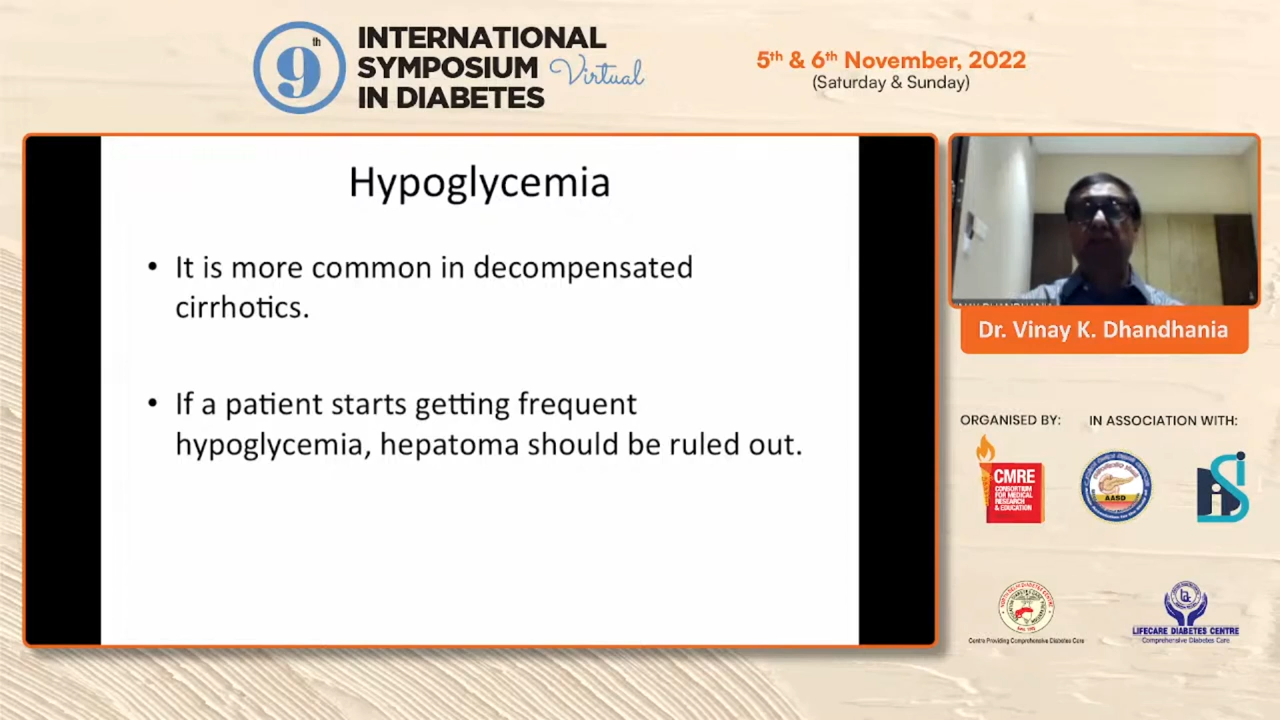 9th
INTERNATIONAL
SYMPOSIUM Virtual
IN DIABETES
5th & 6th November, 2022
(Saturday & Sunday)
Hypoglycemia
• It is more common in decompensated
cirrhotics.
• If a patient starts getting frequent
hypoglycemia, hepatoma should be ruled out.
Dr. Vinay K. Dhandhania
ORGANISED BY:
IN ASSOCIATION WITH:
CMRE
CONSORTIUM
FOR MEDICAL
RESEARCH
& EDUCATION
AASD
Centre Providing Comprehensive Diabetes Care
LIFECARE DIABETES CENTRE
Comprehensive Diabetes Care